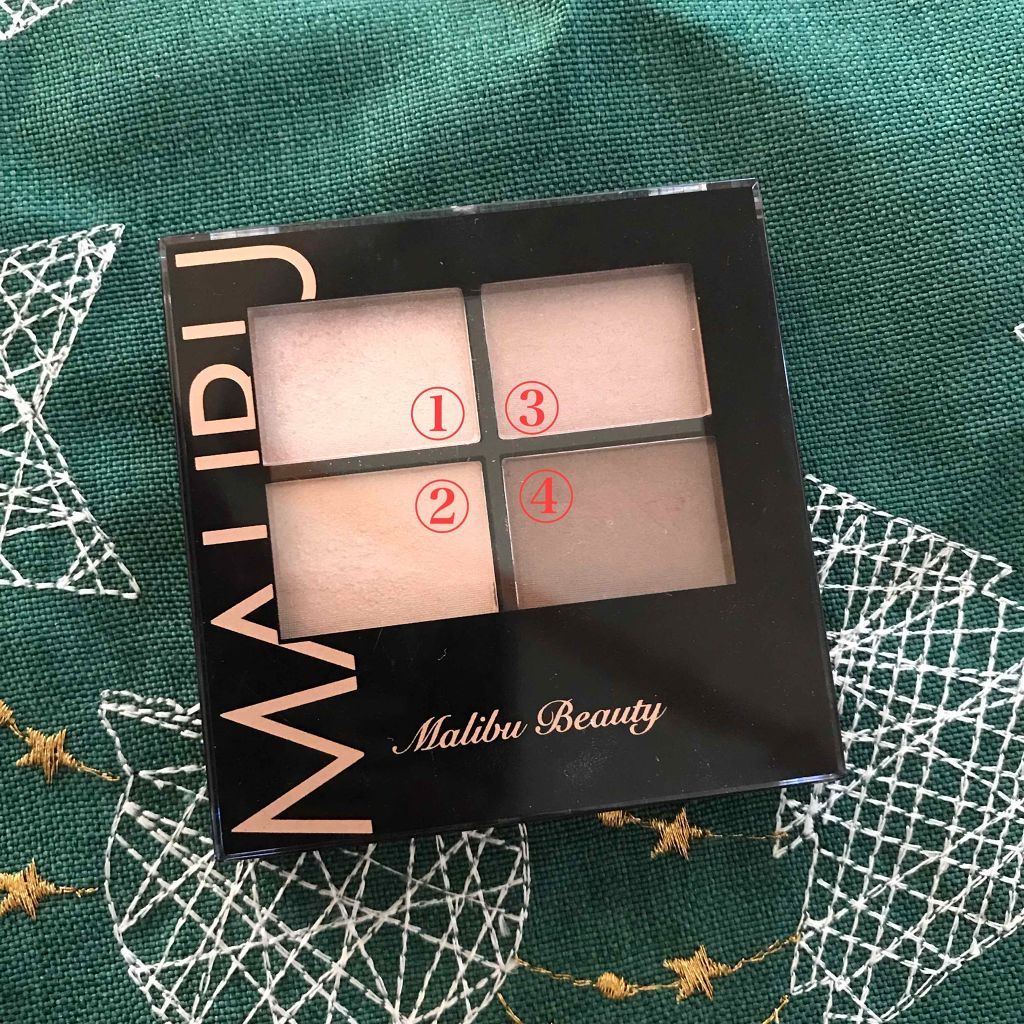 MALIBU
① ③
② ④
Malibu Beauty